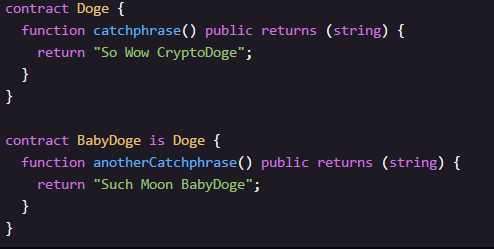 contract Doge {
  function catchphrase() public returns (string) {
    return "So Wow CryptoDoge";
  }
}

contract BabyDoge is Doge {
  function anotherCatchphrase() public returns (string) {
    return "Such Moon BabyDoge";
  }
}